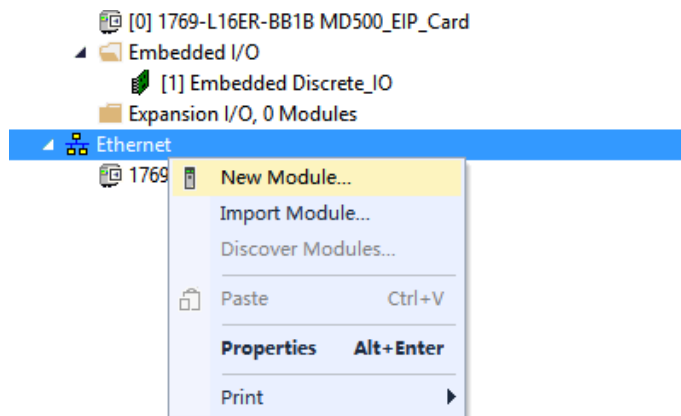 [0] 1769-L16ER-BB1B MD500_EIP_Card
Embedded I/O
[1] Embedded Discrete_IO
Expansion I/O, 0 Modules
Ethernet
1769
New Module...
Import Module...
Discover Modules...
Paste Ctrl+V
Properties Alt+Enter
Print